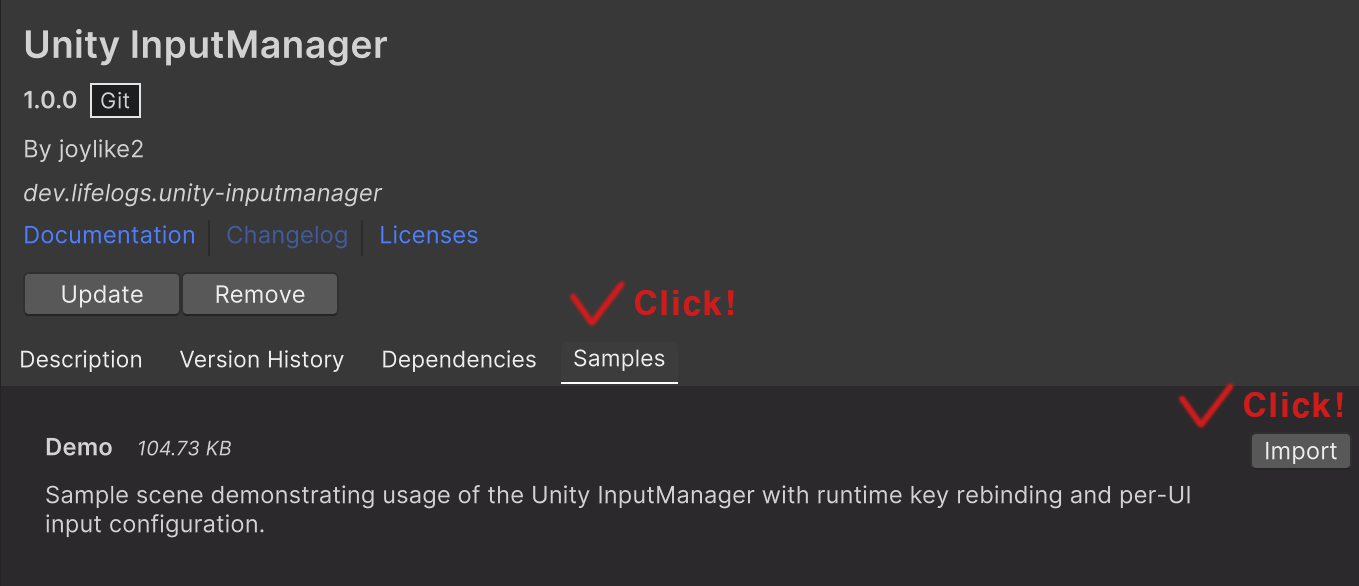 Unity InputManager
1.0.0 Git
By joylike2
dev.lifelogs.unity-inputmanager
Documentation Changelog Licenses
Update Remove
Click!
Description Version History Dependencies Samples
Click!
Demo 104.73 KB
Import
Sample scene demonstrating usage of the Unity InputManager with runtime key rebinding and per-UI
input configuration.